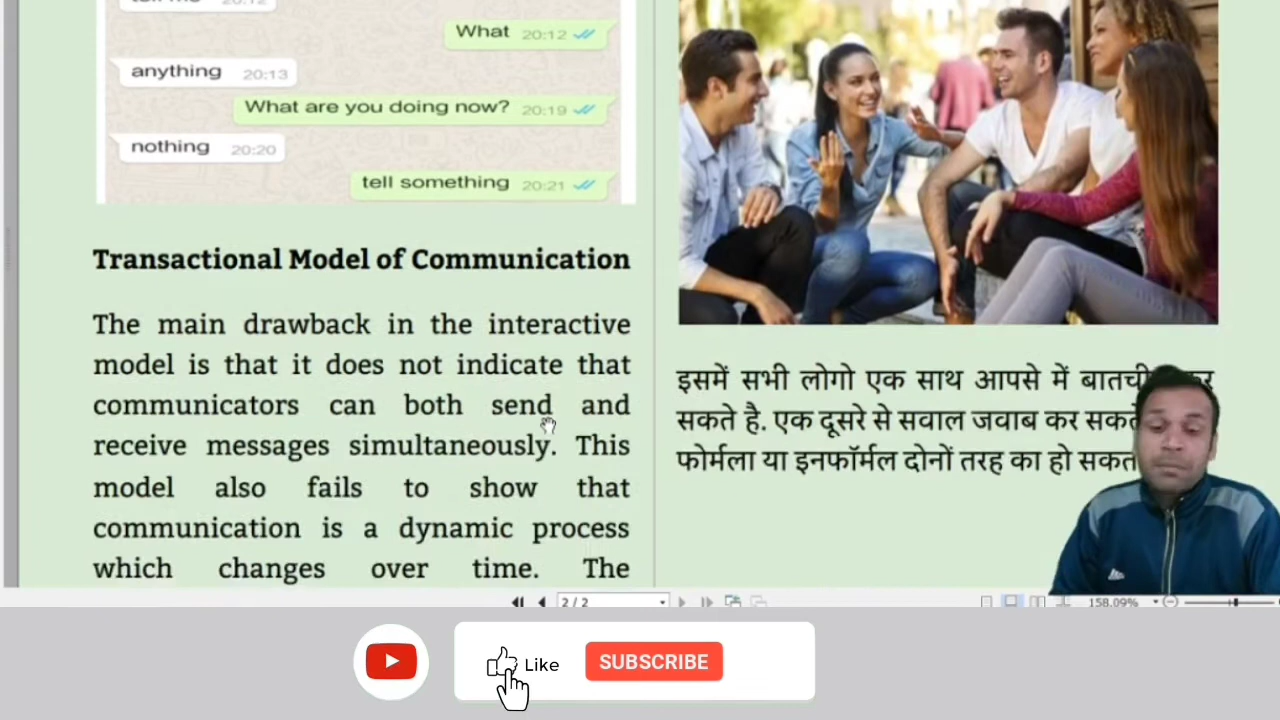 What 20:12
anything 20:13
What are you doing now? 20:19
nothing 20:20
tell something 20:21
Transactional Model of Communication
The main drawback in the interactive
model is that it does not indicate that
communicators can both send and
receive messages simultaneously. This
model also fails to show that
communication is a dynamic process
which changes over time. The
इसमें सभी लोगो एक साथ आपसे में
सकते है. एक दूसरे से सवाल जवाब कर
फोर्मला या इनफॉर्मल दोनों तरह का हो
2 / 2
158.09%
Like
SUBSCRIBE